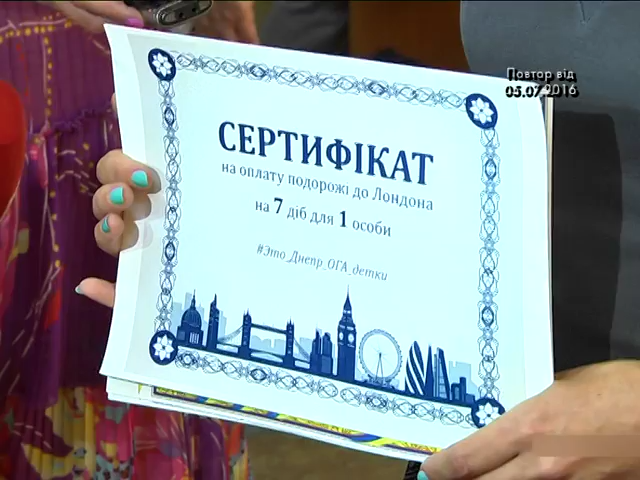 Повтор від
05.07.2016
СЕРТИФІКАТ
на оплату подорожі до Лондона
на 7 діб для 1 особи
#Это_Днепр_ОГА_детки